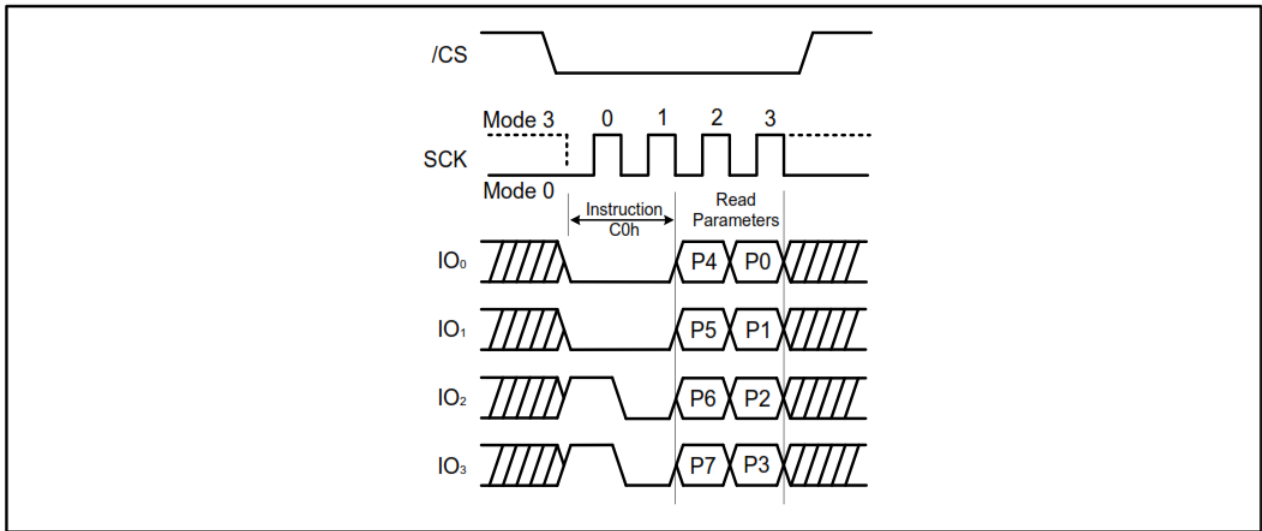 /CS
Mode 3 0 1 2 3
SCK
Mode 0
Instruction
C0h
Read
Parameters
IO₀ P4 P0
IO₁ P5 P1
IO₂ P6 P2
IO₃ P7 P3